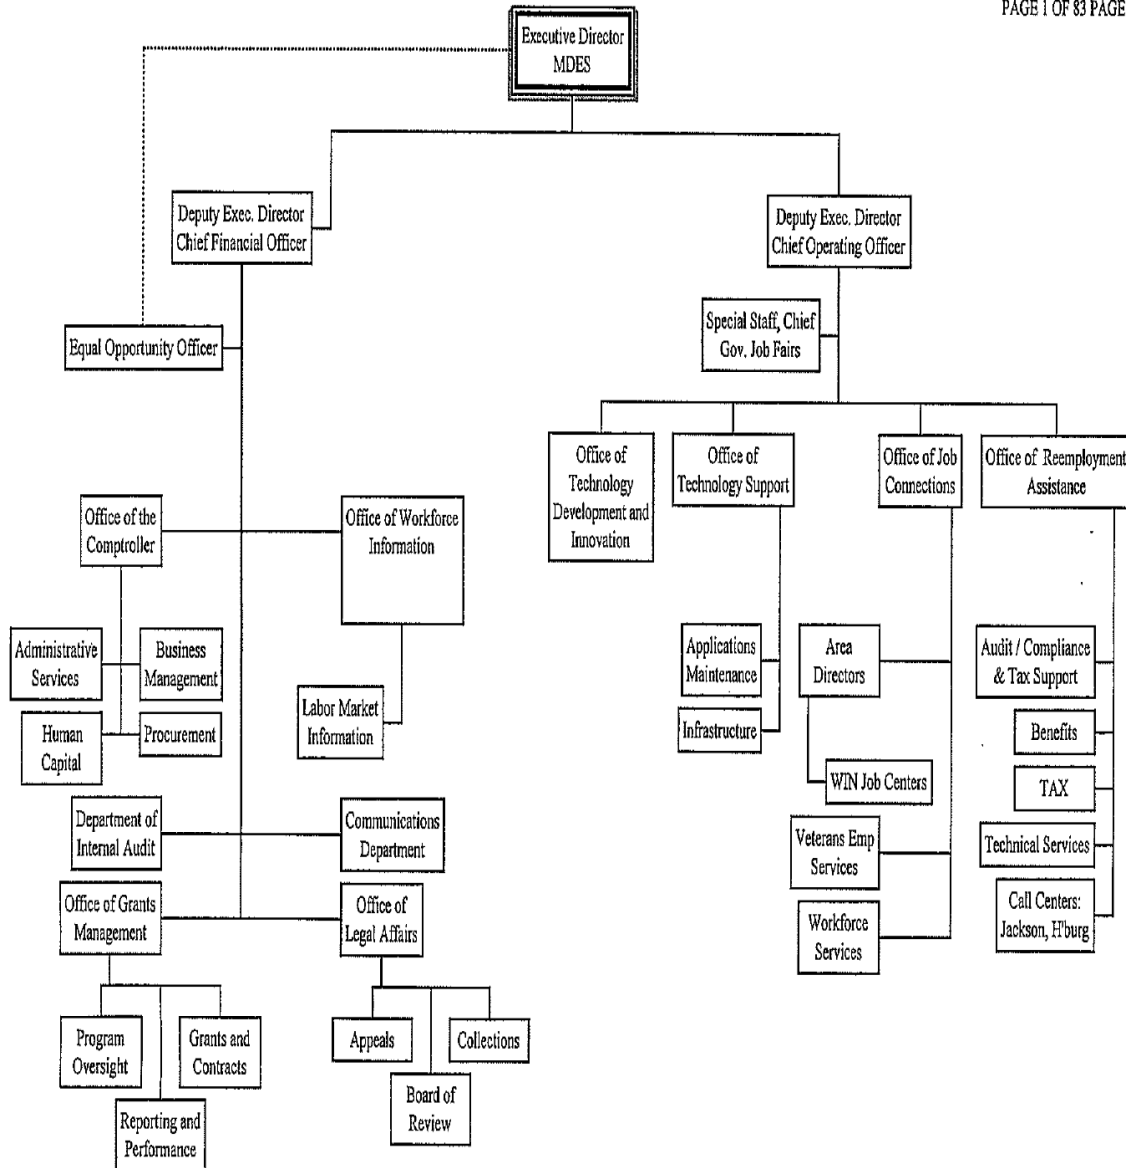 PAGE 1 OF 83 PAGE
Executive Director
MDES
Deputy Exec. Director
Chief Financial Officer
Deputy Exec. Director
Chief Operating Officer
Equal Opportunity Officer
Special Staff, Chief
Gov. Job Fairs
Office of
Technology
Development and
Innovation
Office of
Technology Support
Office of Job
Connections
Office of Reemployment
Assistance
Office of the
Comptroller
Office of Workforce
Information
Administrative
Services
Business
Management
Human
Capital
Procurement
Labor Market
Information
Applications
Maintenance
Infrastructure
Area
Directors
WIN Job Centers
Veterans Emp
Services
Workforce
Services
Audit / Compliance
& Tax Support
Benefits
TAX
Technical Services
Call Centers:
Jackson, H'burg
Department of
Internal Audit
Communications
Department
Office of Grants
Management
Office of
Legal Affairs
Program
Oversight
Grants and
Contracts
Reporting and
Performance
Appeals
Collections
Board of
Review